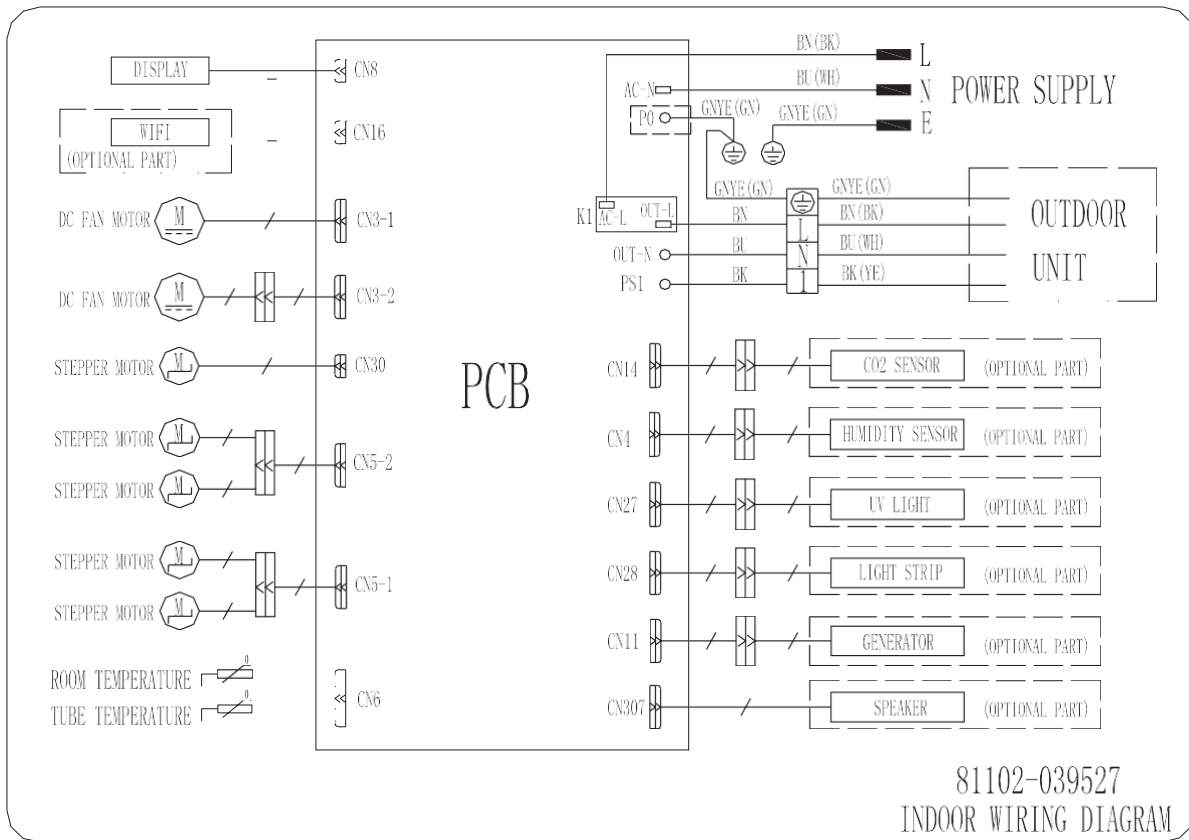 DISPLAY
CN8
WIFI
(OPTIONAL PART)
CN16
DC FAN MOTOR M CN3-1
DC FAN MOTOR M CN3-2
STEPPER MOTOR M CN30
STEPPER MOTOR M
CN5-2
STEPPER MOTOR M
STEPPER MOTOR M
CN5-1
STEPPER MOTOR M
ROOM TEMPERATURE 0
TUBE TEMPERATURE 0
CN6
PCB
BN(BK) L
AC-N BU(WH) N POWER SUPPLY
P0 GNYE(GN) GNYE(GN) E
GNYE(GN) GNYE(GN)
K1 AC-L OUT-L BN L BN(BK)
OUT-N BU N BU(WH)
PS1 BK 1 BK(YE)
OUTDOOR
UNIT
CN14 CO2 SENSOR (OPTIONAL PART)
CN4 HUMIDITY SENSOR (OPTIONAL PART)
CN27 UV LIGHT (OPTIONAL PART)
CN28 LIGHT STRIP (OPTIONAL PART)
CN11 GENERATOR (OPTIONAL PART)
CN307 SPEAKER (OPTIONAL PART)
81102-039527
INDOOR WIRING DIAGRAM